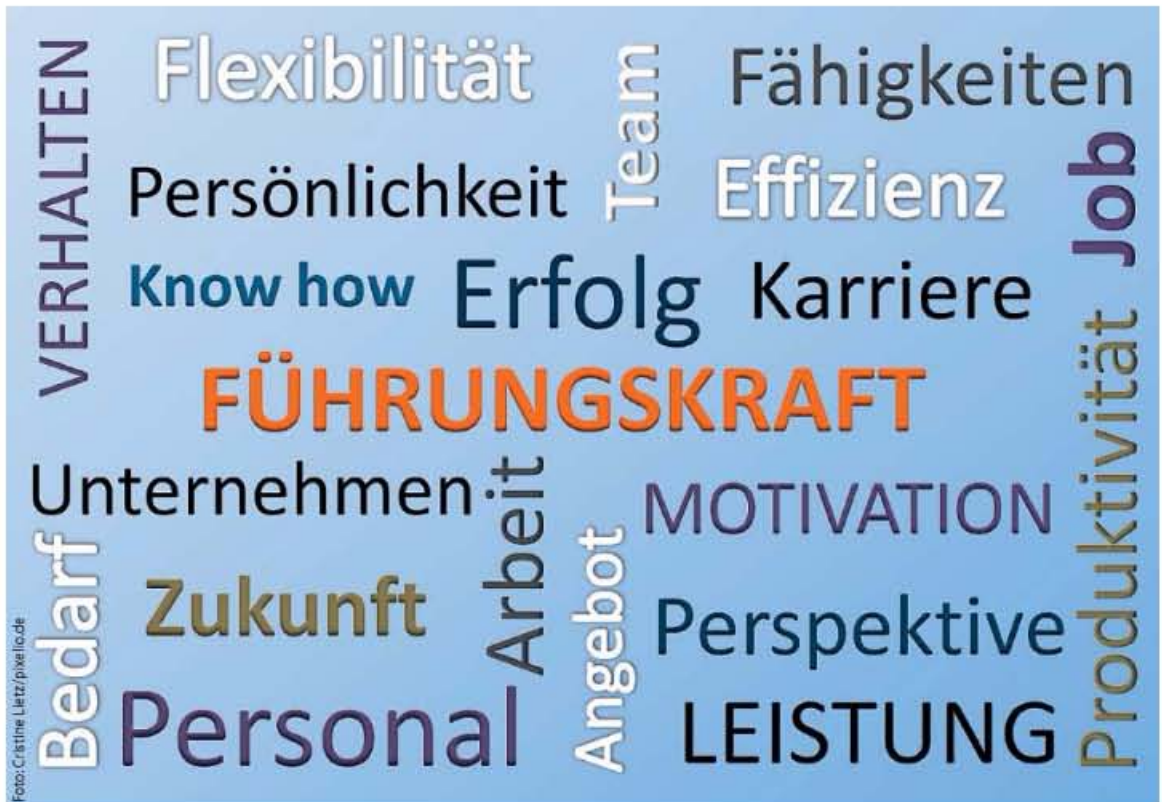 VERHALTEN
Flexibilität
Team
Fähigkeiten
Persönlichkeit
Effizienz
Job
Know how
Erfolg
Karriere
FÜHRUNGSKRAFT
Produktivität
Unternehmen
Arbeit
MOTIVATION
Bedarf
Zukunft
Angebot
Perspektive
Personal
LEISTUNG
Foto: Cristine Lietz/pixelio.de